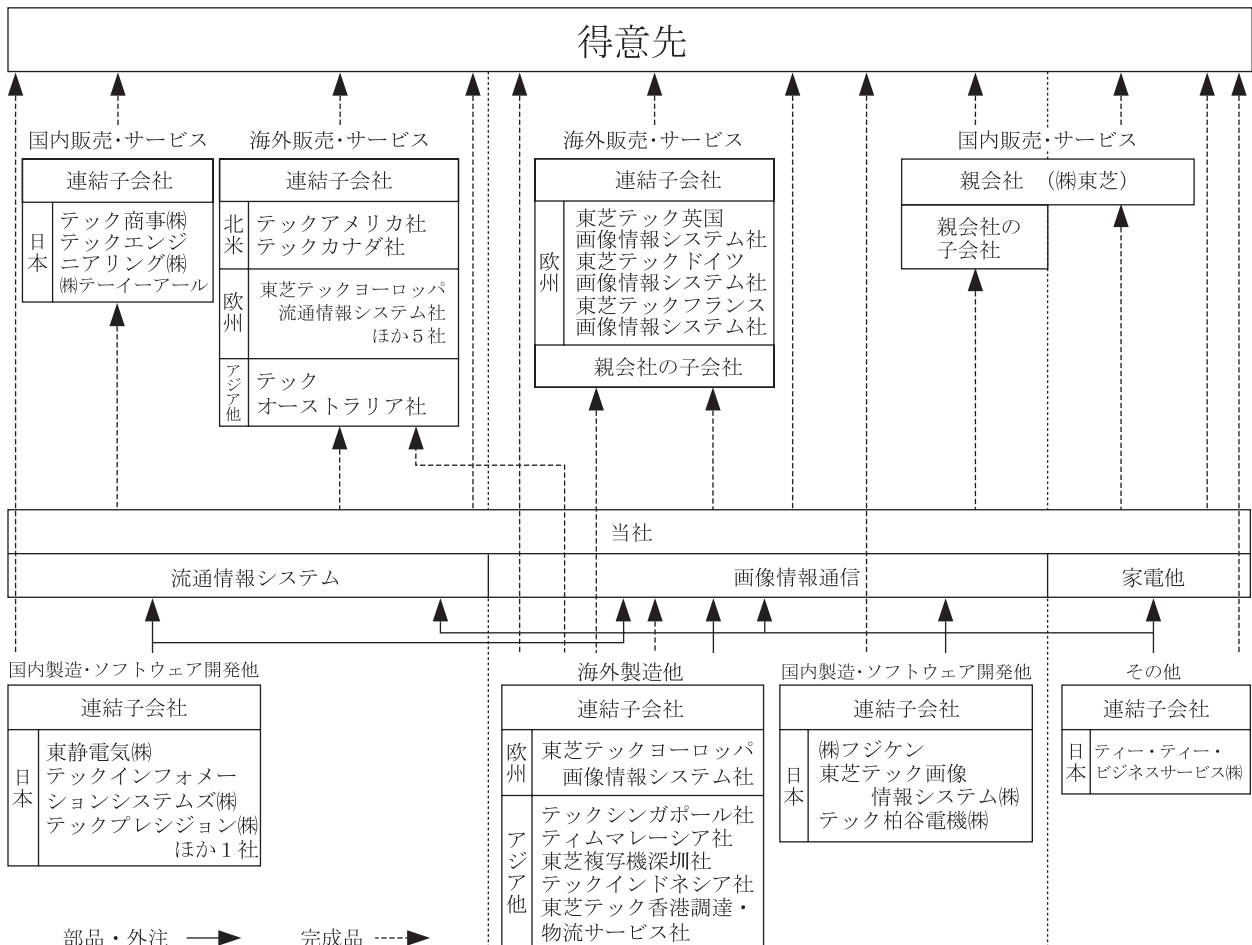 得意先
国内販売・サービス
連結子会社
日本
テック商事㈱
テックエンジ
ニアリング㈱
㈱テーイーアール
海外販売・サービス
連結子会社
北米
テックアメリカ社
テックカナダ社
欧州
東芝テックヨーロッパ
流通情報システム社
ほか5社
アジア他
テック
オーストラリア社
海外販売・サービス
連結子会社
欧州
東芝テック英国
画像情報システム社
東芝テックドイツ
画像情報システム社
東芝テックフランス
画像情報システム社
親会社の子会社
国内販売・サービス
親会社 (㈱東芝)
親会社の
子会社
当社
流通情報システム
画像情報通信
家電他
国内製造・ソフトウェア開発他
連結子会社
日本
東静電気㈱
テックインフォメー
ションシステムズ㈱
テックプレシジョン㈱
ほか1社
海外製造他
連結子会社
欧州
東芝テックヨーロッパ
画像情報システム社
アジア他
テックシンガポール社
ティムマレーシア社
東芝複写機深圳社
テックインドネシア社
東芝テック香港調達・
物流サービス社
国内製造・ソフトウェア開発他
連結子会社
日本
㈱フジケン
東芝テック画像
情報システム㈱
テック柏谷電機㈱
その他
連結子会社
日本
ティー・ティー・
ビジネスサービス㈱
部品・外注
完成品